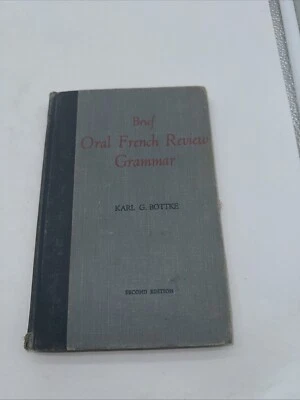 Brief
Oral French Review
Grammar
KARL G. BOTTKE
SECOND EDITION